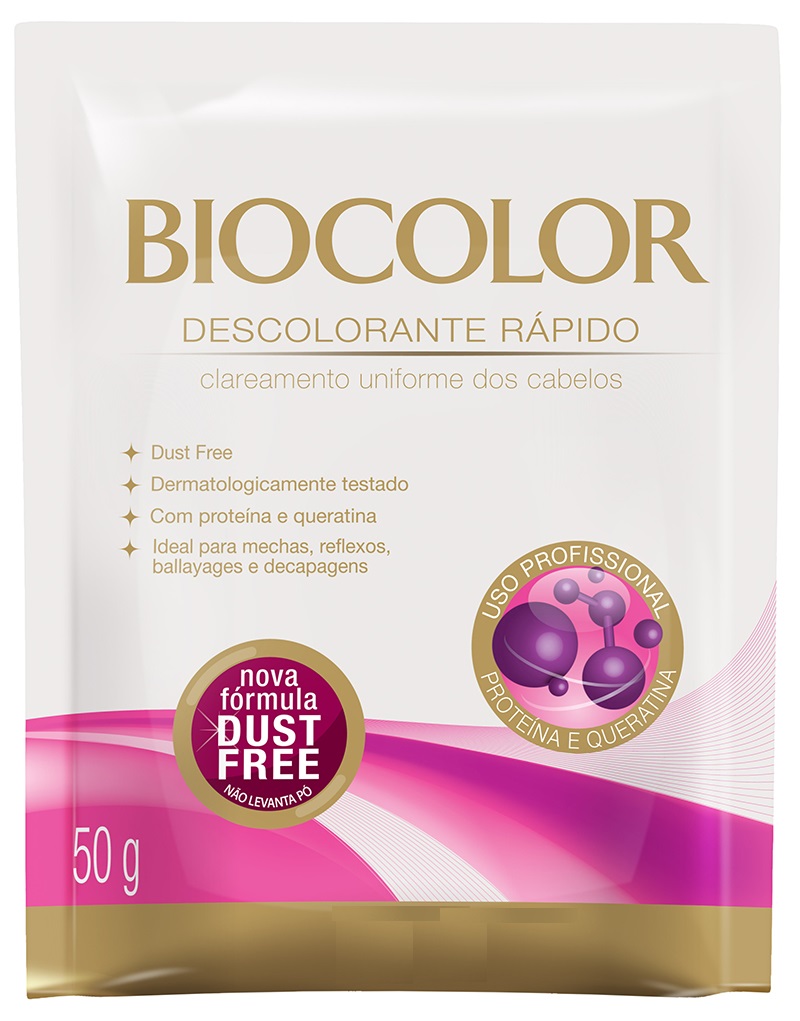 BIOCOLOR
DESCOLORANTE RÁPIDO
clareamento uniforme dos cabelos
Dust Free
Dermatologicamente testado
Com proteína e queratina
Ideal para mechas, reflexos,
ballayages e decapagens
USO PROFISSIONAL
PROTEÍNA E QUERATINA
nova
fórmula
DUST
FREE
NÃO LEVANTA PÓ
50 g